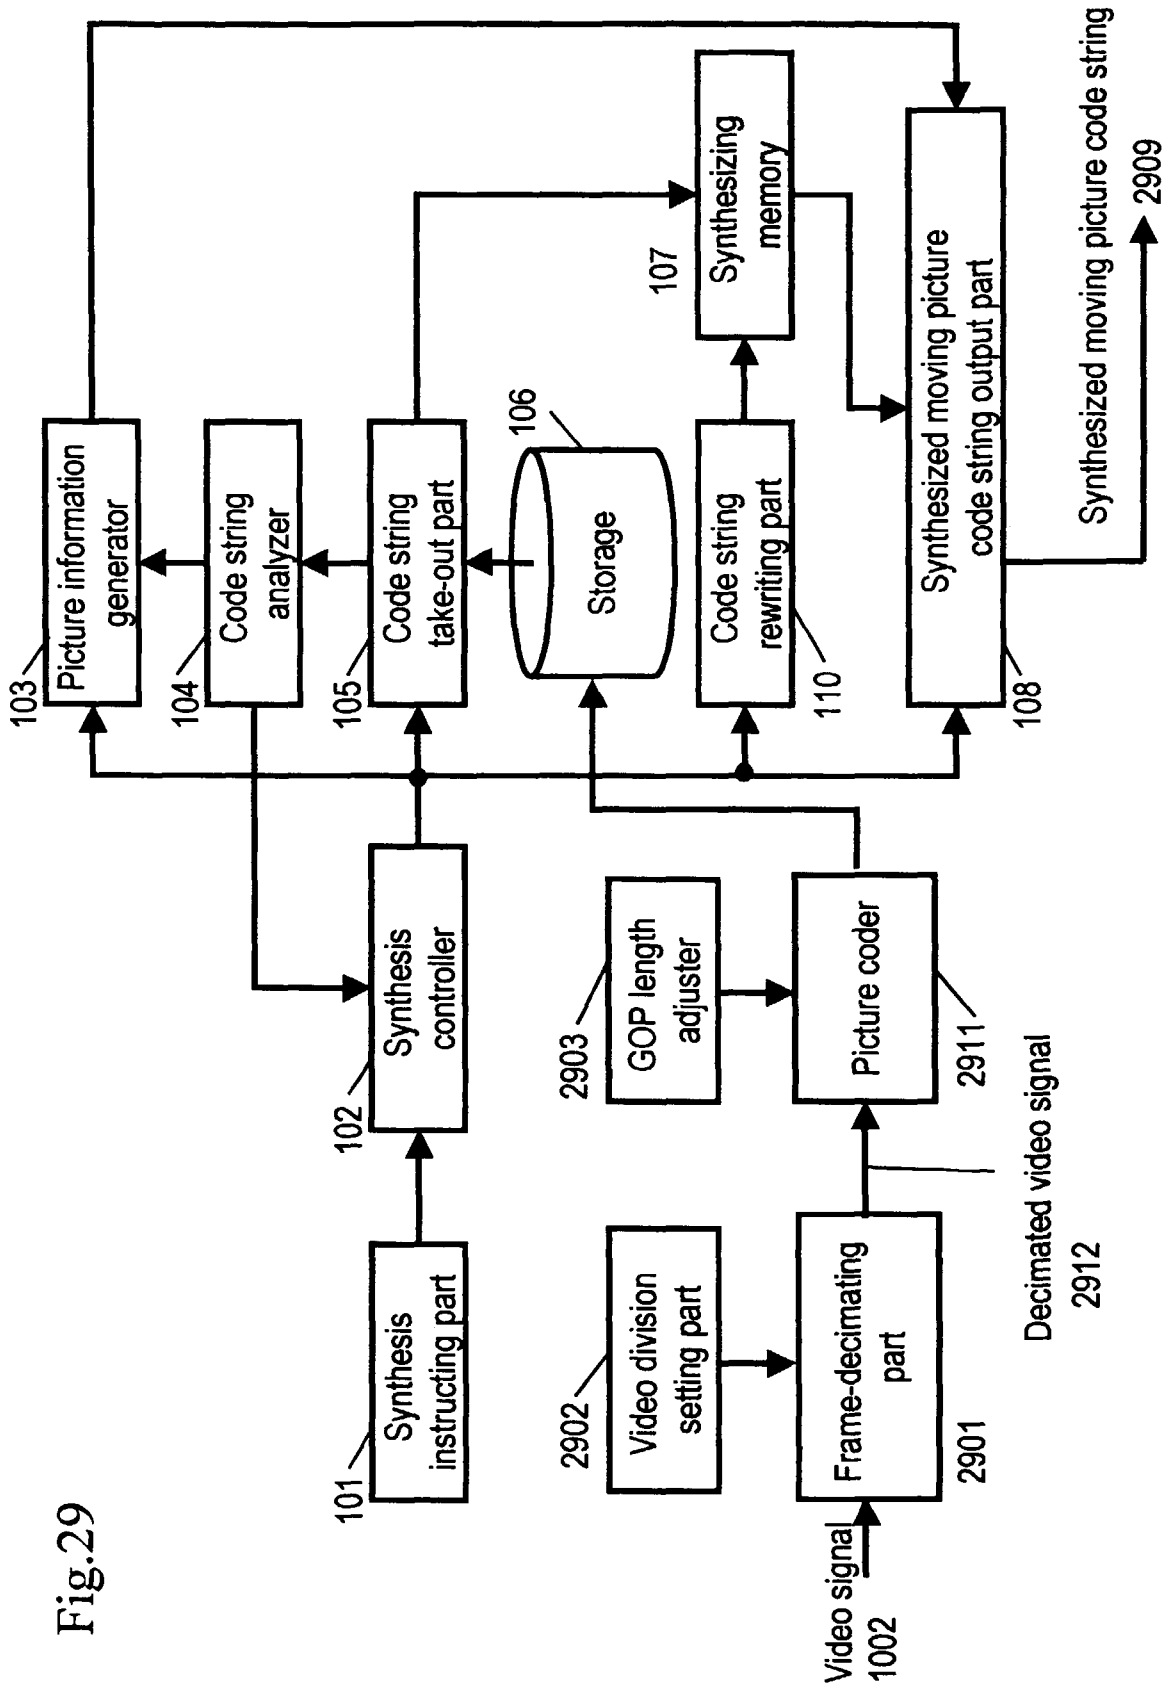 Fig.29
101
Synthesis
instructing part
102
Synthesis
controller
103
Picture information
generator
104
Code string
analyzer
105
Code string
take-out part
106
Storage
110
Code string
rewriting part
107
Synthesizing
memory
108
Synthesized moving picture
code string output part
Synthesized moving picture code string
2909
2902
Video division
setting part
2903
GOP length
adjuster
Video signal
1002
Frame-decimating
part
2901
Decimated video signal
2912
Picture coder
2911